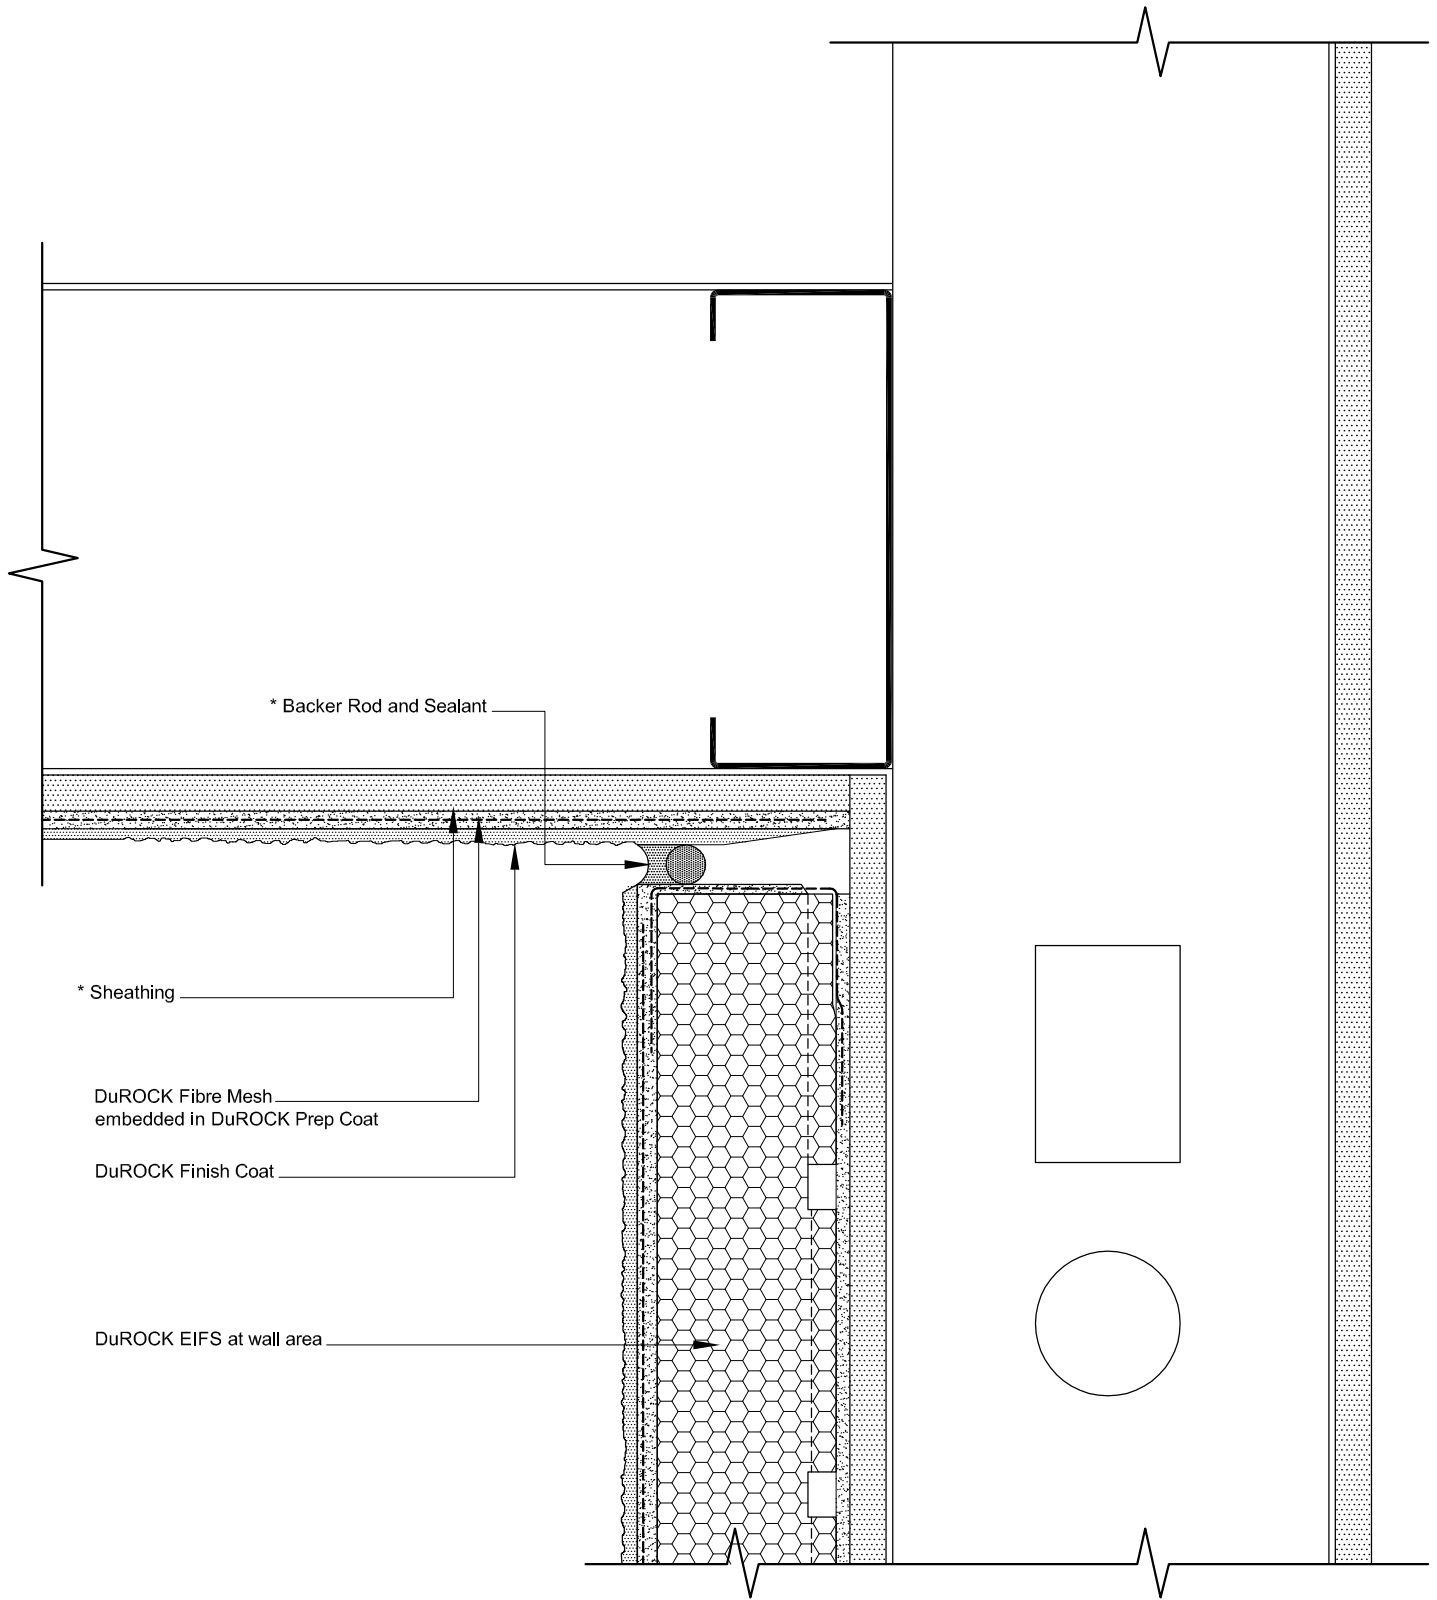 * Backer Rod and Sealant
* Sheathing
DuROCK Fibre Mesh
embedded in DuROCK Prep Coat
DuROCK Finish Coat
DuROCK EIFS at wall area